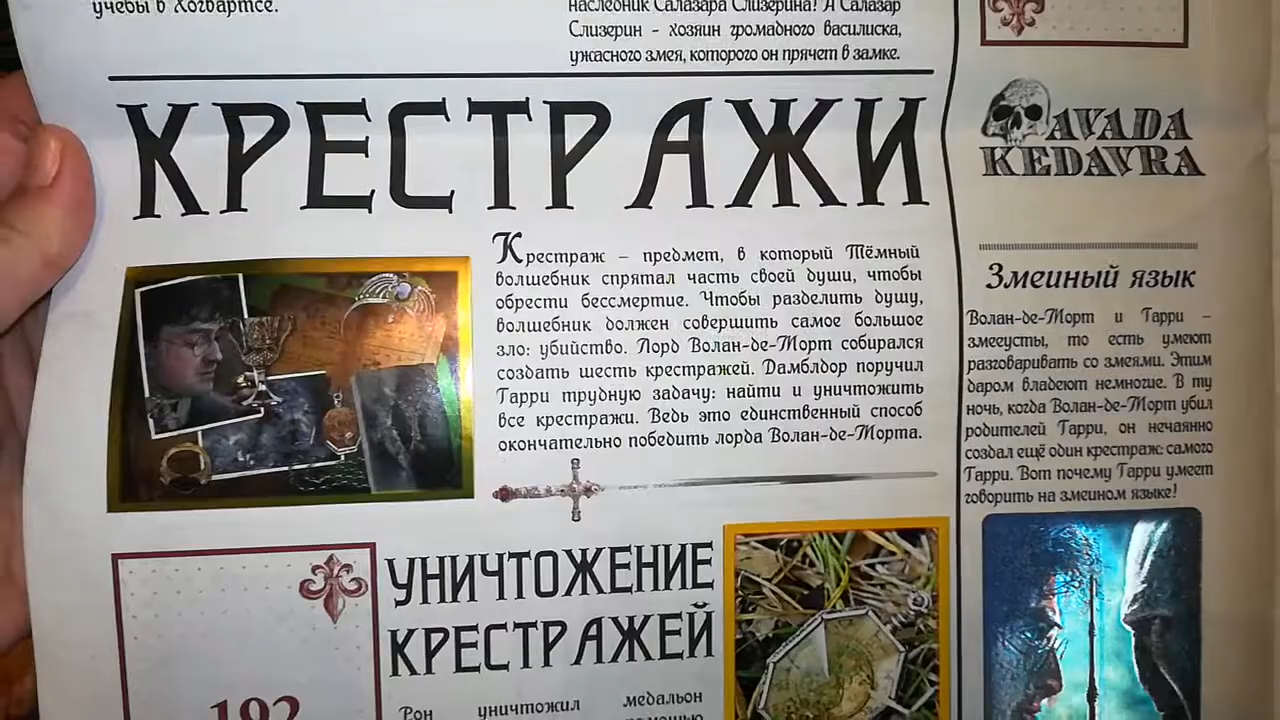 учебы в Хогвартсе.
наследник Салазара Слизерина! А Салазар
Слизерин – хозяин громадного василиска,
ужасного змея, которого он прячет в замке.
КРЕСТРАЖИ
Крестраж – предмет, в который Тёмный
волшебник спрятал часть своей души, чтобы
обрести бессмертие. Чтобы разделить душу,
волшебник должен совершить самое большое
зло: убийство. Лорд Волан-де-Морт собирался
создать шесть крестражей. Дамблдор поручил
Гарри трудную задачу: найти и уничтожить
все крестражи. Ведь это единственный способ
окончательно победить лорда Волан-де-Морта.
УНИЧТОЖЕНИЕ
КРЕСТРАЖЕЙ
Рон уничтожил медальон
192
AVADA
KEDAVRA
Змеиный язык
Волан-де-Морт и Гарри –
змееусты, то есть умеют
разговаривать со змеями. Этим
даром владеют немногие. В ту
ночь, когда Волан-де-Морт убил
родителей Гарри, он нечаянно
создал ещё один крестраж: самого
Гарри. Вот почему Гарри умеет
говорить на змеином языке!